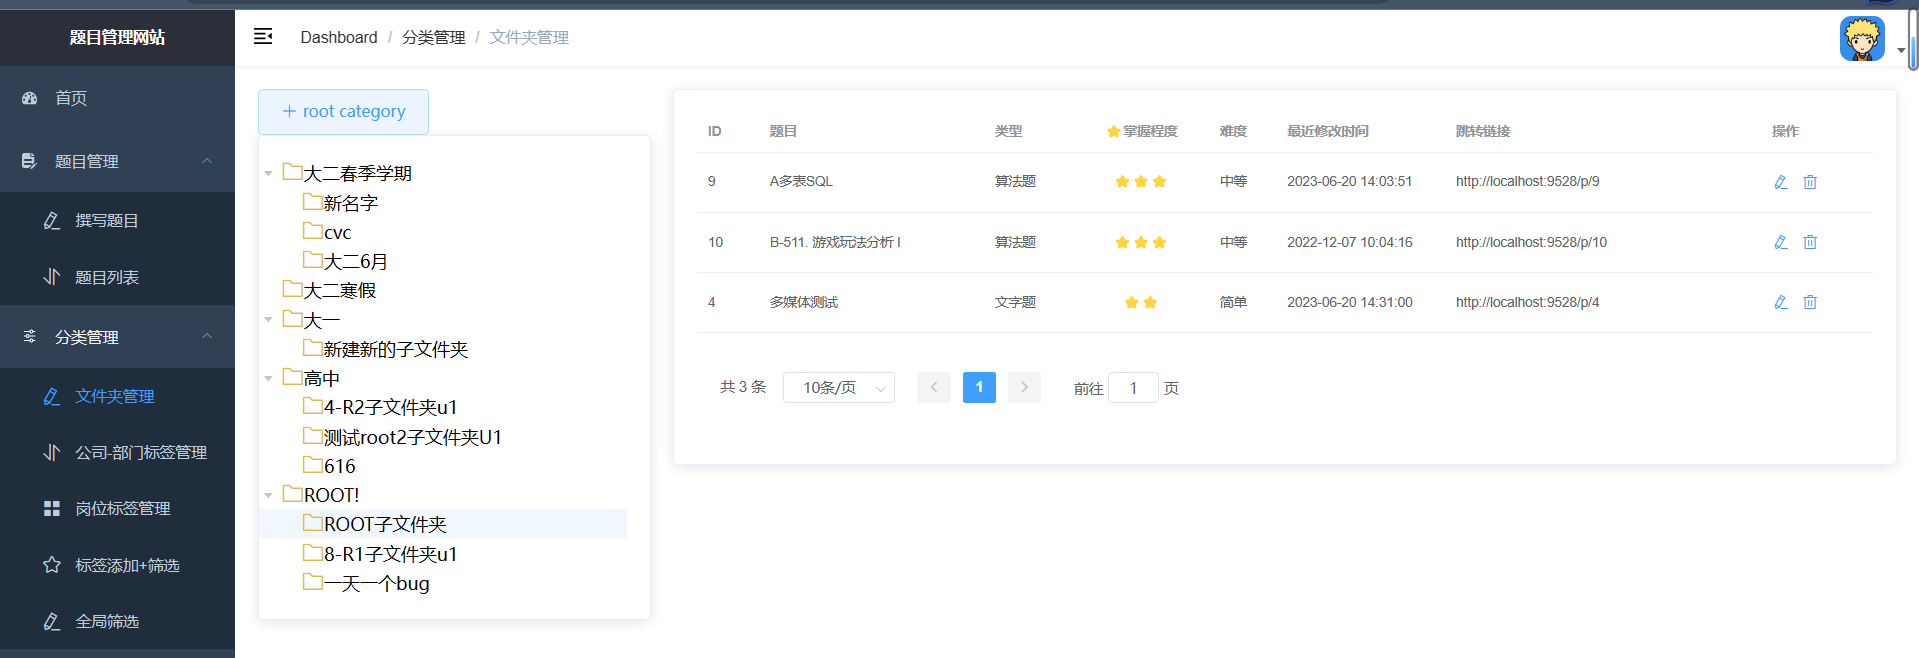 题目管理网站
首页
题目管理
撰写题目
题目列表
分类管理
文件夹管理
公司-部门标签管理
岗位标签管理
标签添加+筛选
全局筛选
Dashboard / 分类管理 / 文件夹管理
+ root category
大二春季学期
新名字
cvc
大二6月
大二寒假
大一
新建新的子文件夹
高中
4-R2子文件夹u1
测试root2子文件夹U1
616
ROOT!
ROOT子文件夹
8-R1子文件夹u1
一天一个bug
ID 题目 类型 掌握程度 难度 最近修改时间 跳转链接 操作
9 A多表SQL 算法题 中等 2023-06-20 14:03:51 http://localhost:9528/p/9
10 B-511. 游戏玩法分析 I 算法题 中等 2022-12-07 10:04:16 http://localhost:9528/p/10
4 多媒体测试 文字题 简单 2023-06-20 14:31:00 http://localhost:9528/p/4
共 3 条 10条/页 1 前往 1 页